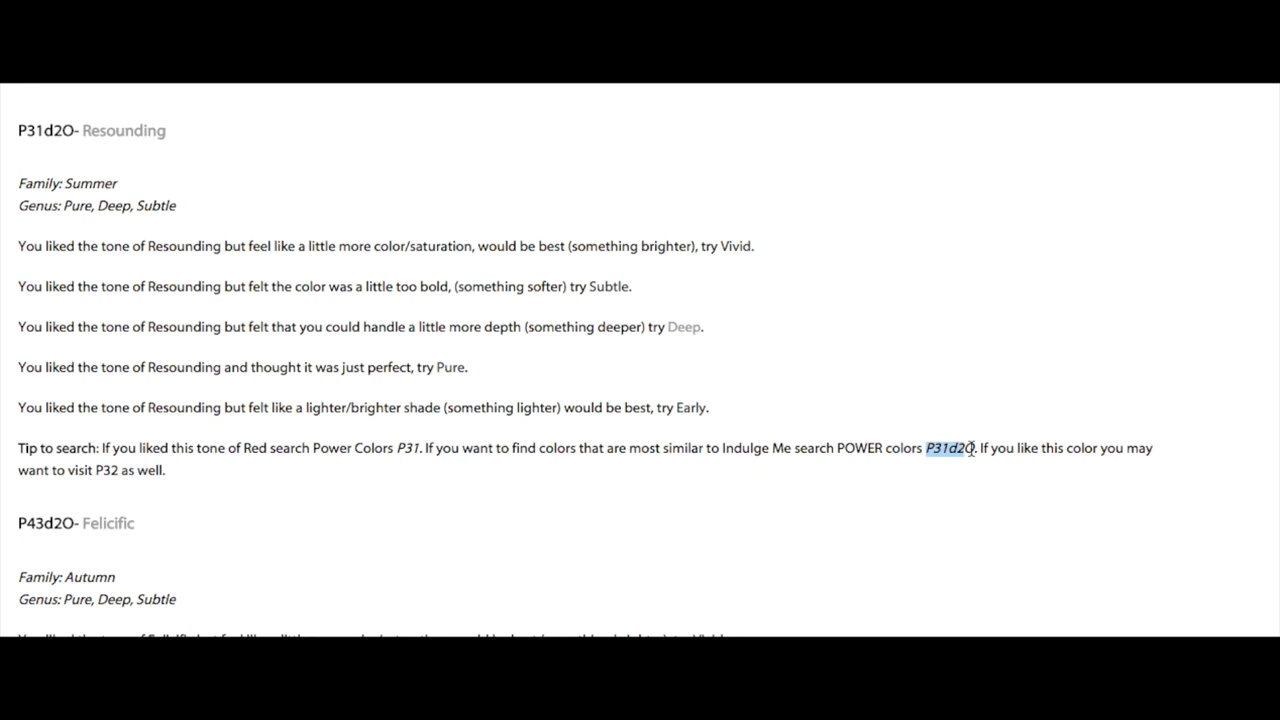 P31d2O- Resounding
Family: Summer
Genus: Pure, Deep, Subtle
You liked the tone of Resounding but feel like a little more color/saturation, would be best (something brighter), try Vivid.
You liked the tone of Resounding but felt the color was a little too bold, (something softer) try Subtle.
You liked the tone of Resounding but felt that you could handle a little more depth (something deeper) try Deep.
You liked the tone of Resounding and thought it was just perfect, try Pure.
You liked the tone of Resounding but felt like a lighter/brighter shade (something lighter) would be best, try Early.
Tip to search: If you liked this tone of Red search Power Colors P31. If you want to find colors that are most similar to Indulge Me search POWER colors P31d2O. If you like this color you may
want to visit P32 as well.
P43d2O- Felicific
Family: Autumn
Genus: Pure, Deep, Subtle